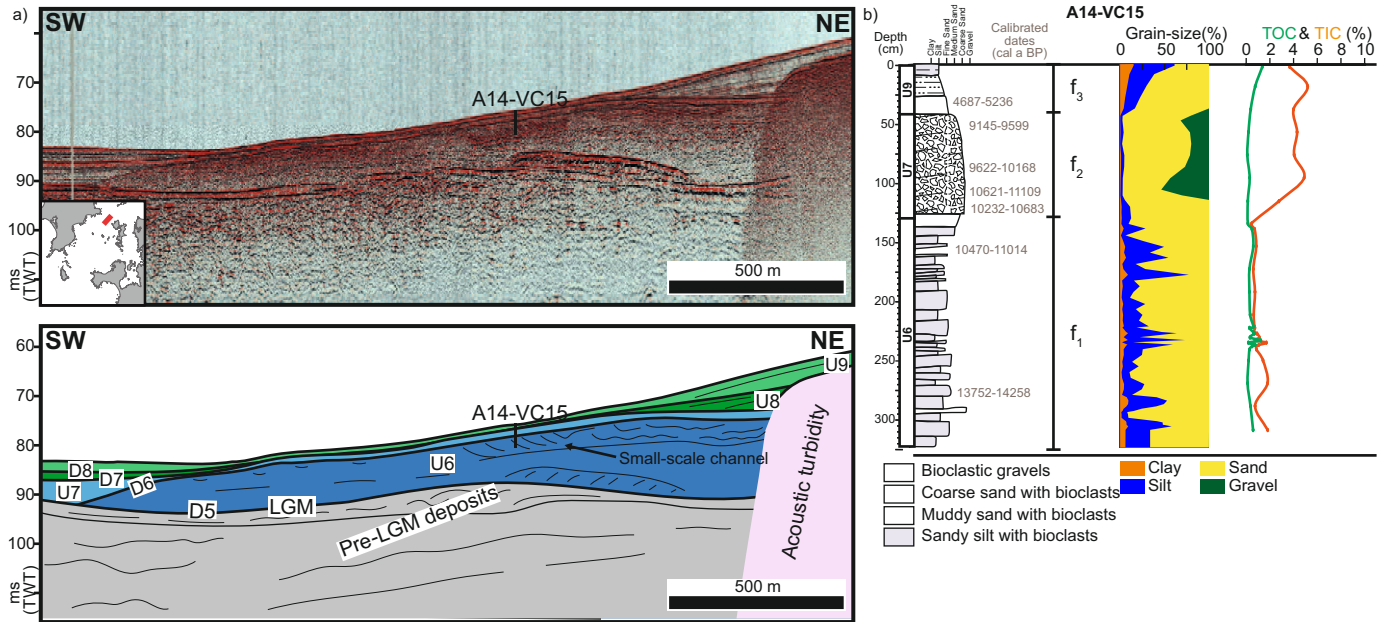 a)
SW
NE
A14-VC15
70
80
90
100
ms
(TWT)
500 m
SW
NE
60
70
80
90
100
ms
(TWT)
U9
U8
A14-VC15
Small-scale channel
U6
D8
D7
D6
U7
D5
LGM
Pre-LGM deposits
Acoustic turbidity
500 m
b)
A14-VC15
Depth
(cm)
Clay
Silt
Fine Sand
Medium Sand
Coarse Sand
Gravel
Calibrated
dates
(cal a BP)
Grain-size(%)
0 50 100%
TOC & TIC (%)
0 2 4 6 8 10
0
50
100
150
200
250
300
U9
U7
U6
4687-5236
9145-9599
9622-10168
10621-11109
10232-10683
10470-11014
13752-14258
f3
f2
f1
Bioclastic gravels
Coarse sand with bioclasts
Muddy sand with bioclasts
Sandy silt with bioclasts
Clay
Silt
Sand
Gravel